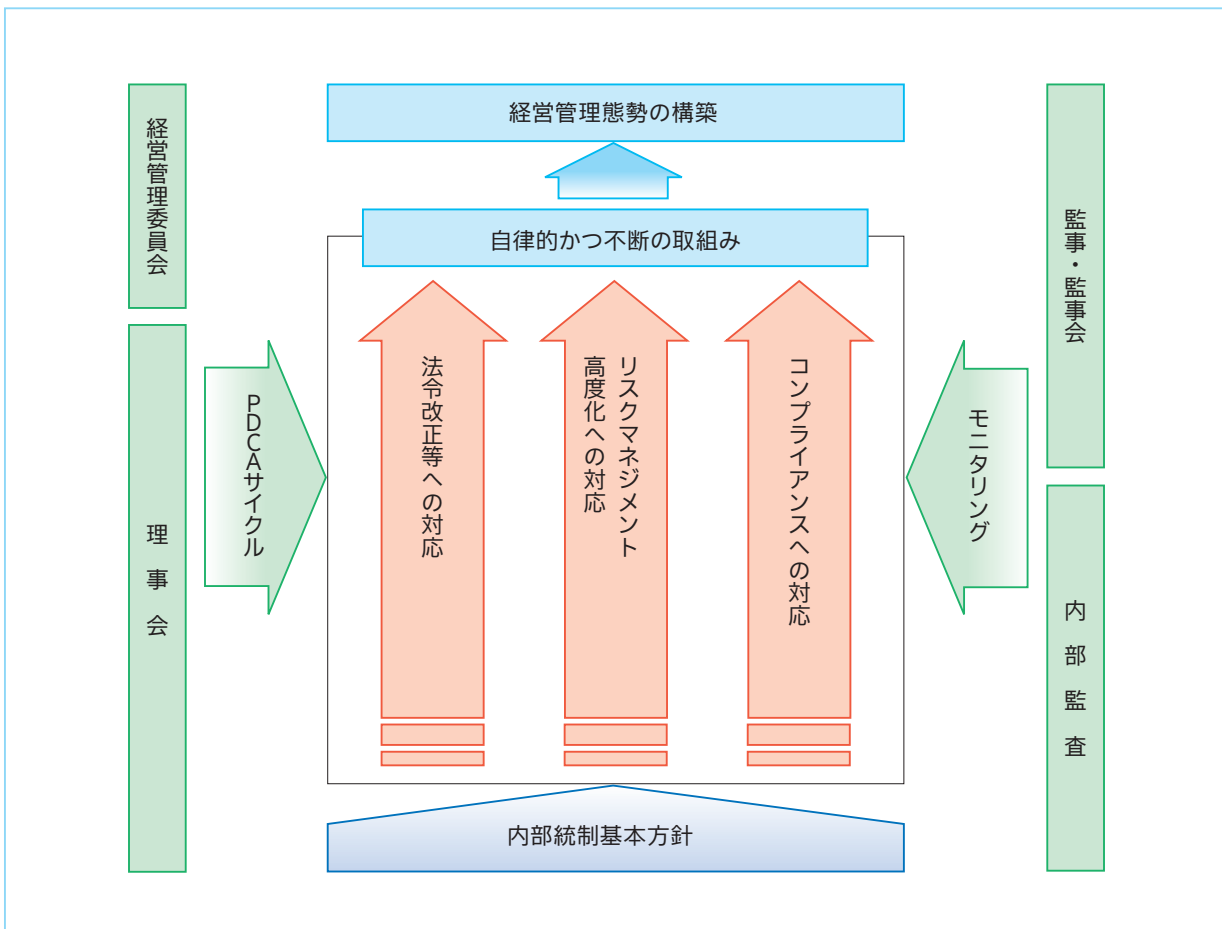 経営管理態勢の構築
自律的かつ不断の取組み
経営管理委員会
理事会
PDCAサイクル
法令改正等への対応
リスクマネジメント
高度化への対応
コンプライアンスへの対応
モニタリング
監事・監事会
内部監査
内部統制基本方針